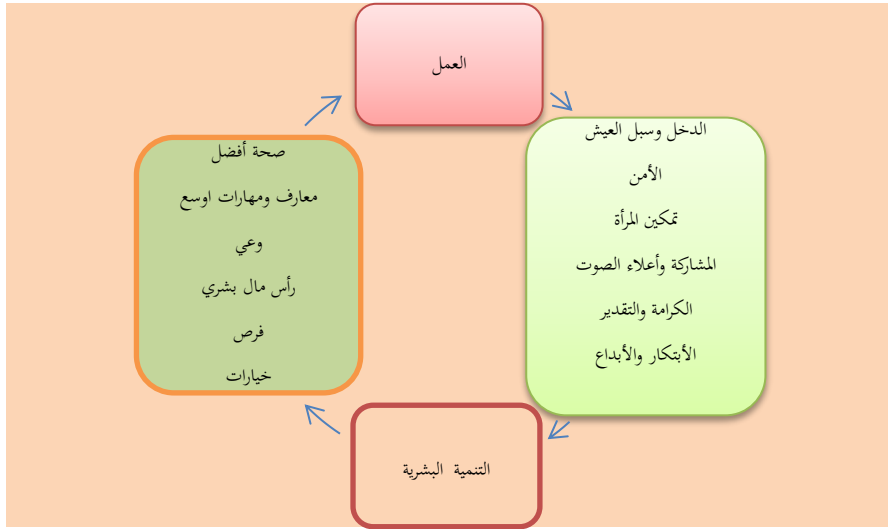 العمل
الدخل وسبل العيش
الأمن
تمكين المرأة
المشاركة وأعلاء الصوت
الكرامة والتقدير
الأبتكار والأبداع
التنمية البشرية
صحة أفضل
معارف ومهارات اوسع
وعي
رأس مال بشري
فرص
خيارات